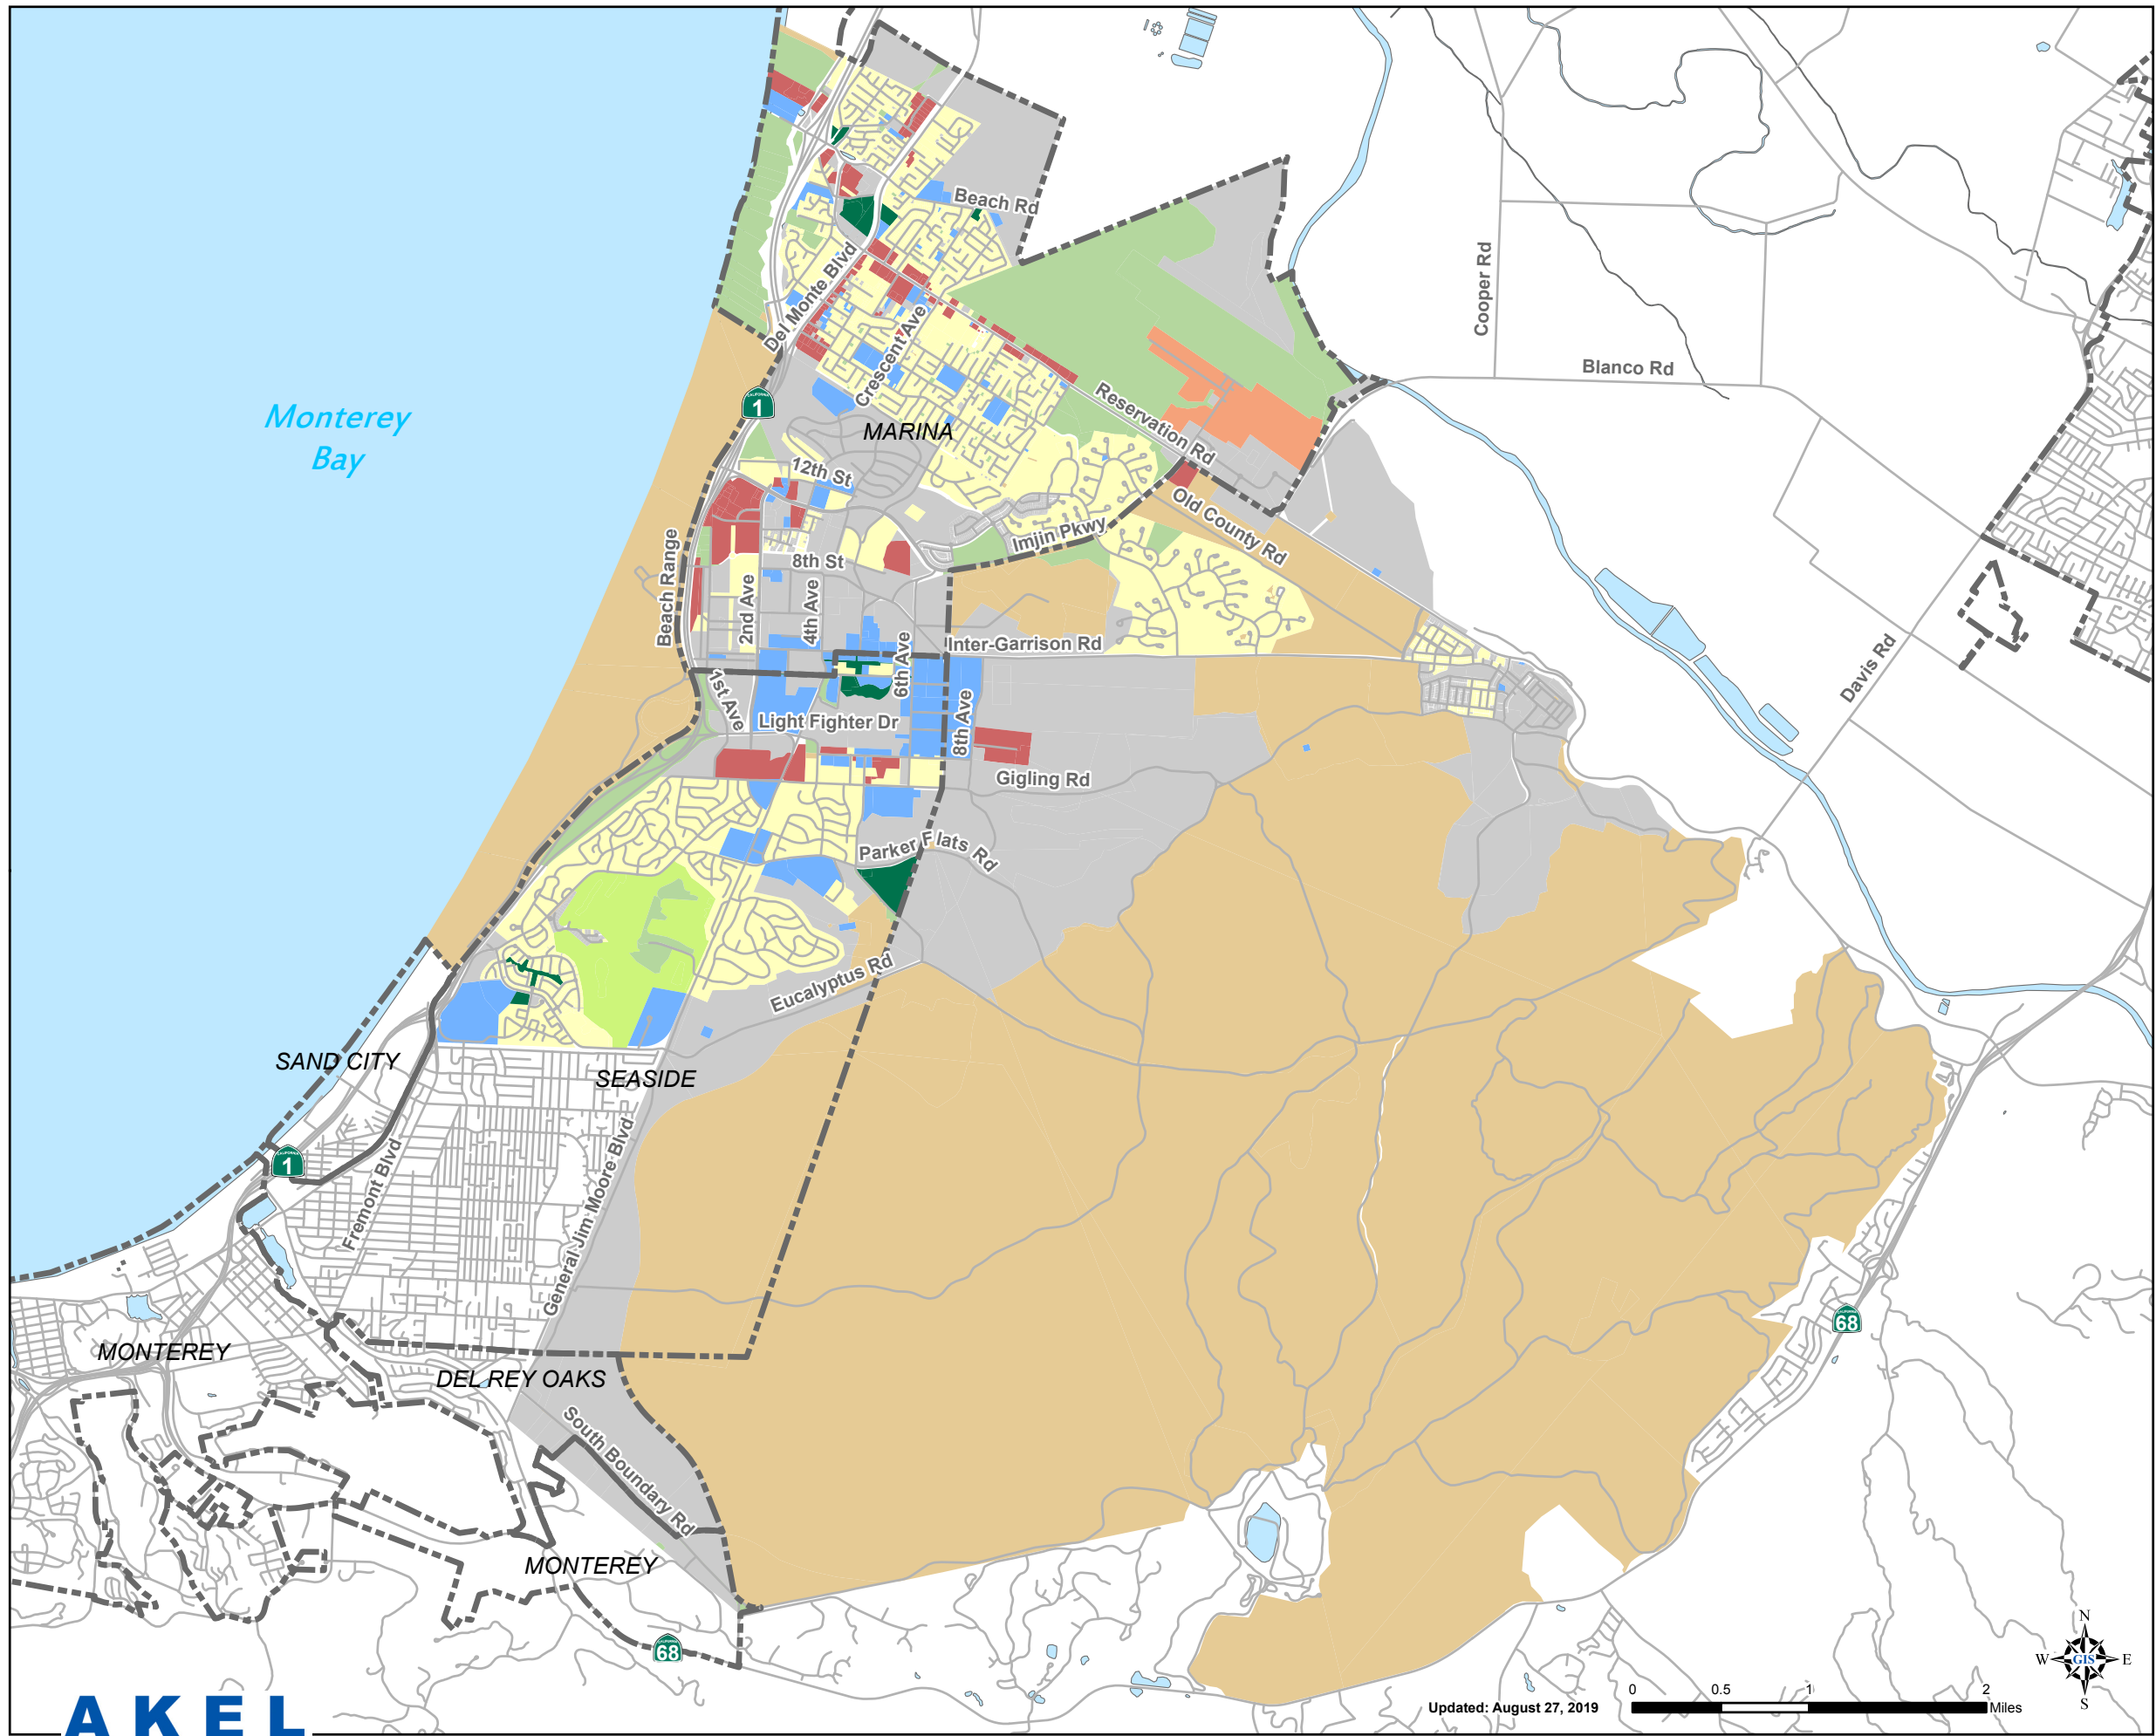 Beach Rd
Del Monte Blvd
Crescent Ave
Cooper Rd
Blanco Rd
Monterey
Bay
CALIFORNIA
1
MARINA
Reservation Rd
12th St
Old County Rd
Imjin Pkwy
Beach Range
8th St
2nd Ave
4th Ave
6th Ave
Inter-Garrison Rd
Davis Rd
1st Ave
Light Fighter Dr
8th Ave
Gigling Rd
Parker Flats Rd
Eucalyptus Rd
SAND CITY
SEASIDE
CALIFORNIA
1
Fremont Blvd
General Jim Moore Blvd
CALIFORNIA
68
MONTEREY
DEL REY OAKS
South Boundary Rd
MONTEREY
CALIFORNIA
68
N
W
GIS
E
S
AKEL
Updated: August 27, 2019
0
0.5
1
2
Miles